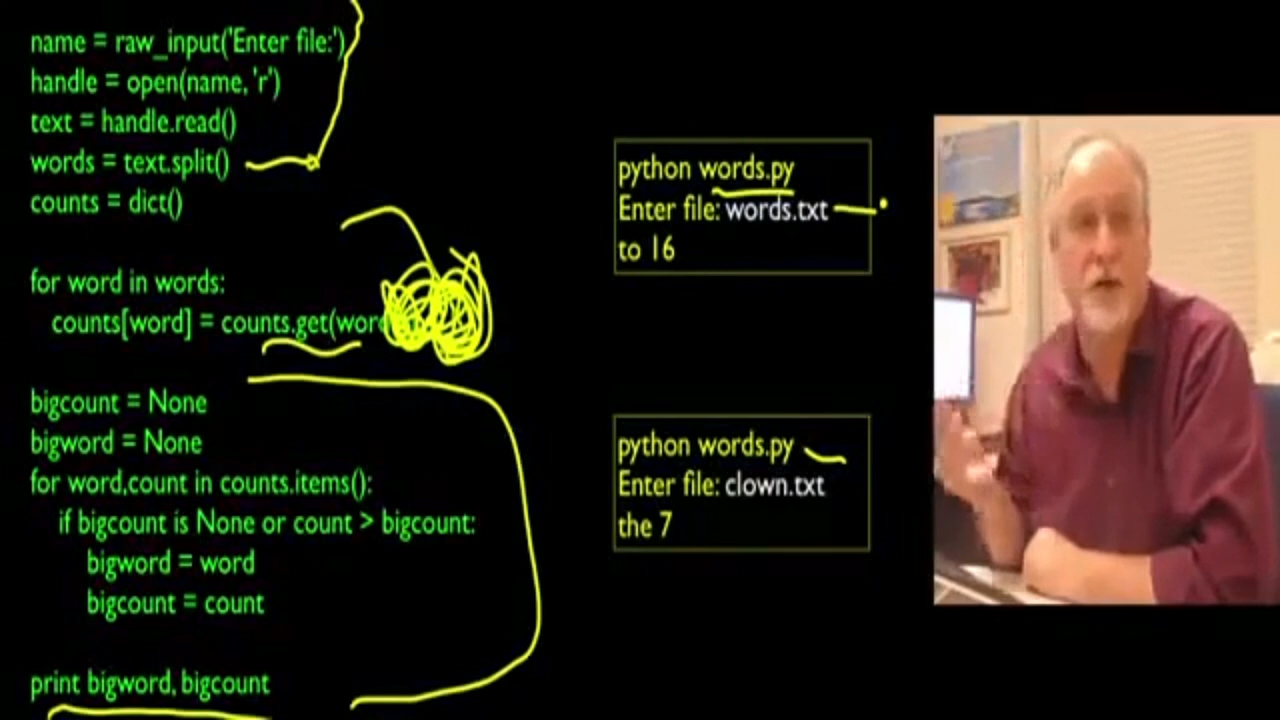 name = raw_input('Enter file:')
handle = open(name, 'r')
text = handle.read()
words = text.split()
counts = dict()
for word in words:
counts[word] = counts.get(word
bigcount = None
bigword = None
for word,count in counts.items():
if bigcount is None or count > bigcount:
bigword = word
bigcount = count
print bigword, bigcount
python words.py
Enter file: words.txt
to 16
python words.py
Enter file: clown.txt
the 7